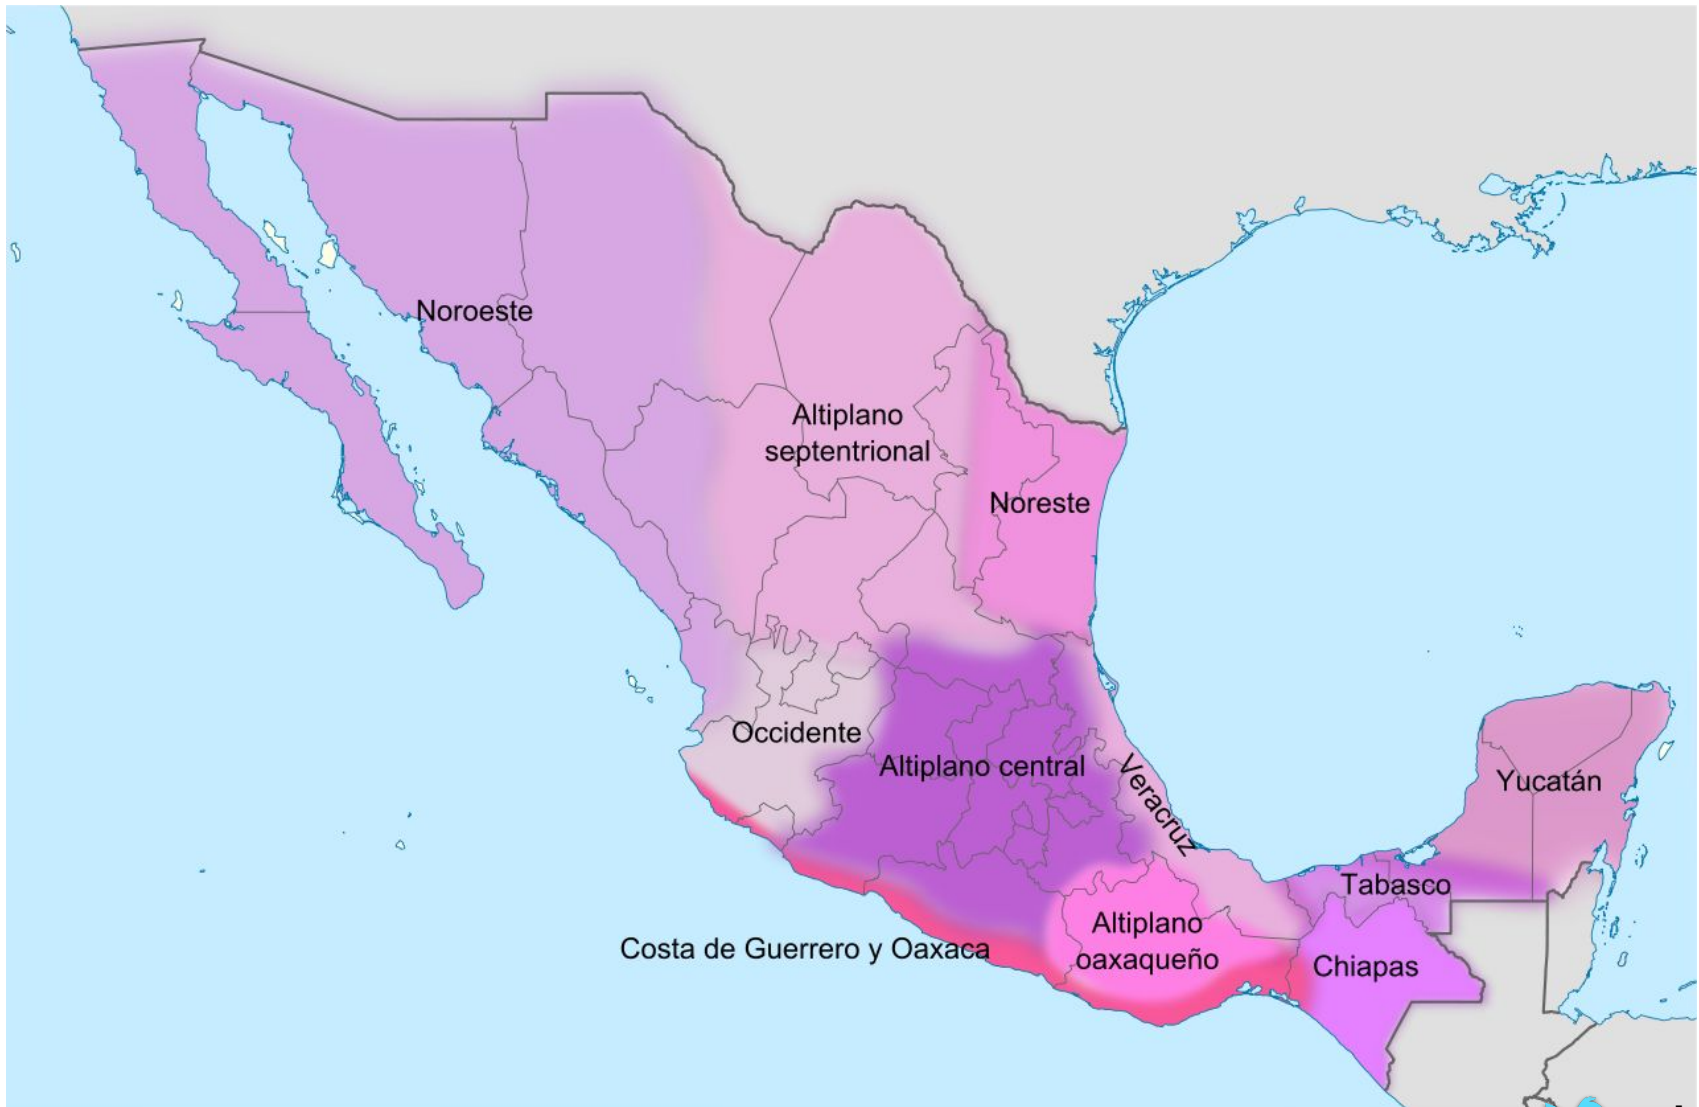 Noroeste
Altiplano
septentrional
Noreste
Occidente
Altiplano central
Veracruz
Yucatán
Tabasco
Altiplano
oaxaqueño
Costa de Guerrero y Oaxaca
Chiapas